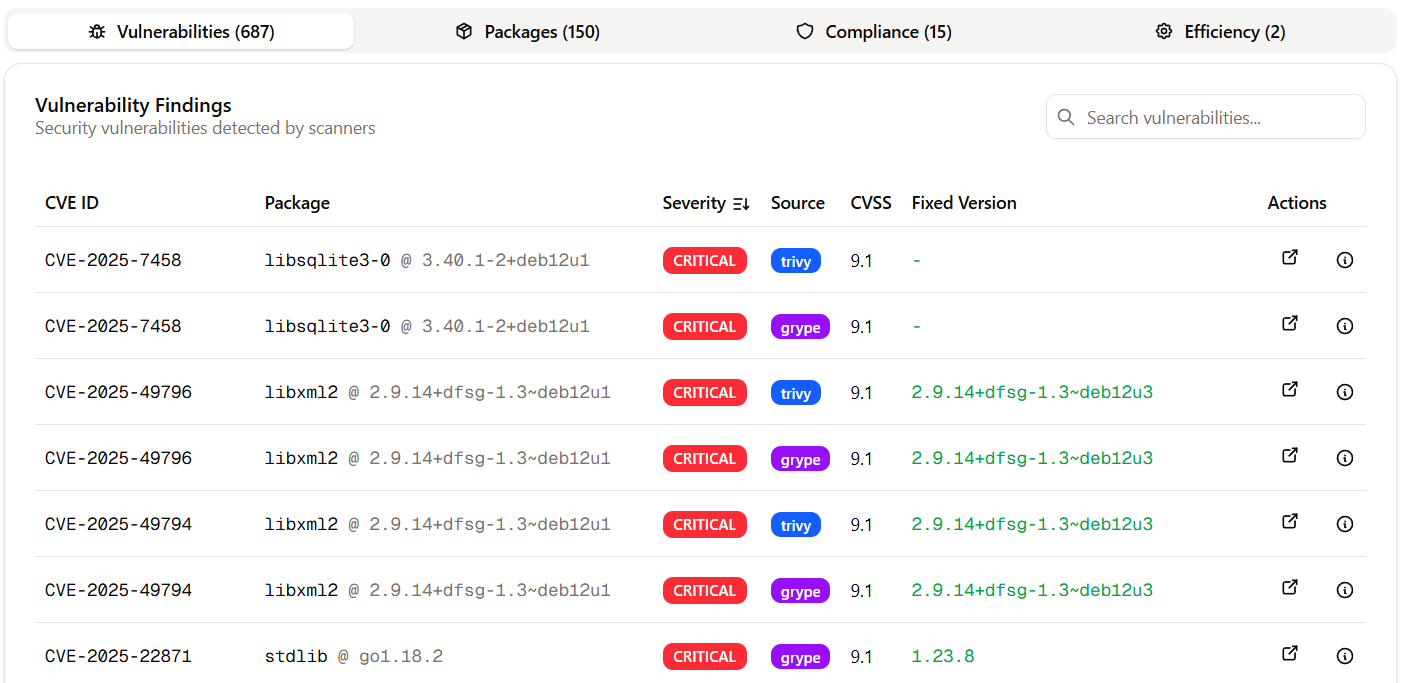 Vulnerabilities (687) Packages (150) Compliance (15) Efficiency (2)
Vulnerability Findings
Security vulnerabilities detected by scanners
Search vulnerabilities...
CVE ID Package Severity Source CVSS Fixed Version Actions
CVE-2025-7458 libsqlite3-0 @ 3.40.1-2+deb12u1 CRITICAL trivy 9.1 -
CVE-2025-7458 libsqlite3-0 @ 3.40.1-2+deb12u1 CRITICAL grype 9.1 -
CVE-2025-49796 libxml2 @ 2.9.14+dfsg-1.3~deb12u1 CRITICAL trivy 9.1 2.9.14+dfsg-1.3~deb12u3
CVE-2025-49796 libxml2 @ 2.9.14+dfsg-1.3~deb12u1 CRITICAL grype 9.1 2.9.14+dfsg-1.3~deb12u3
CVE-2025-49794 libxml2 @ 2.9.14+dfsg-1.3~deb12u1 CRITICAL trivy 9.1 2.9.14+dfsg-1.3~deb12u3
CVE-2025-49794 libxml2 @ 2.9.14+dfsg-1.3~deb12u1 CRITICAL grype 9.1 2.9.14+dfsg-1.3~deb12u3
CVE-2025-22871 stdlib @ go1.18.2 CRITICAL grype 9.1 1.23.8